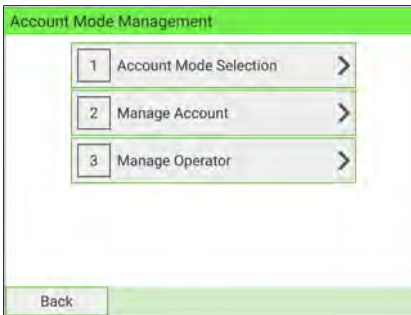 Account Mode Management
1 Account Mode Selection
2 Manage Account
3 Manage Operator
Back